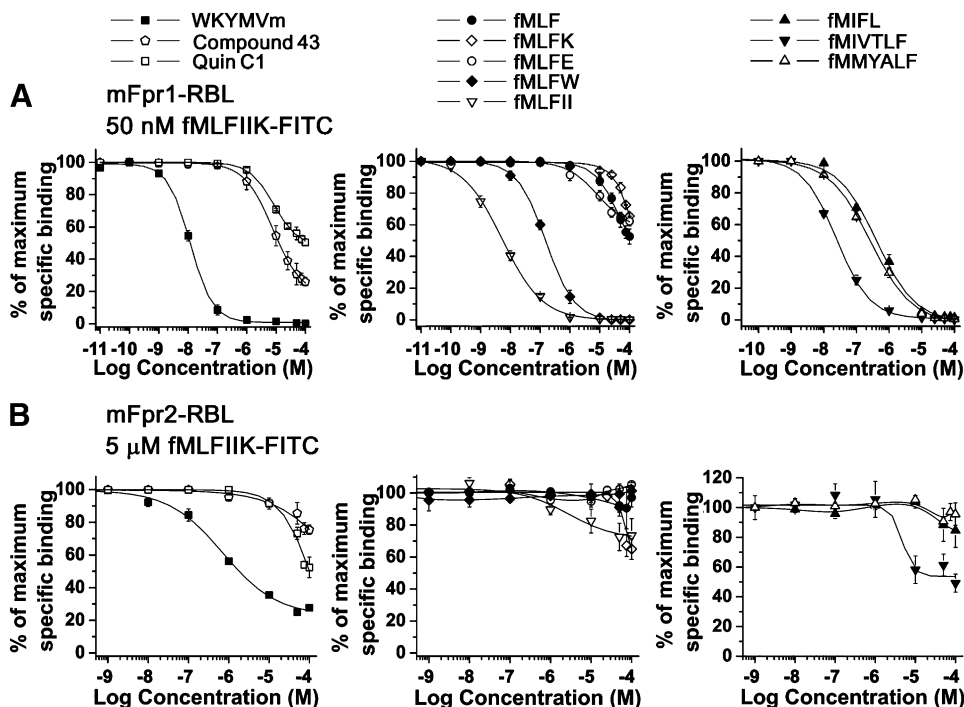 WKYMVm
Compound 43
Quin C1
fMLF
fMLFK
fMLFE
fMLFW
fMLFII
fMIFL
fMIVTLF
fMMYALF
A
mFpr1-RBL
50 nM fMLFIIK-FITC
% of maximum
specific binding
100
80
60
40
20
0
-11 -10 -9 -8 -7 -6 -5 -4
Log Concentration (M)
% of maximum
specific binding
100
80
60
40
20
0
-11 -10 -9 -8 -7 -6 -5 -4
Log Concentration (M)
% of maximum
specific binding
100
80
60
40
20
0
-10 -9 -8 -7 -6 -5 -4
Log Concentration (M)
B
mFpr2-RBL
5 µM fMLFIIK-FITC
% of maximum
specific binding
100
80
60
40
20
0
-9 -8 -7 -6 -5 -4
Log Concentration (M)
% of maximum
specific binding
100
80
60
40
20
0
-9 -8 -7 -6 -5 -4
Log Concentration (M)
% of maximum
specific binding
120
100
80
60
40
20
0
-9 -8 -7 -6 -5 -4
Log Concentration (M)